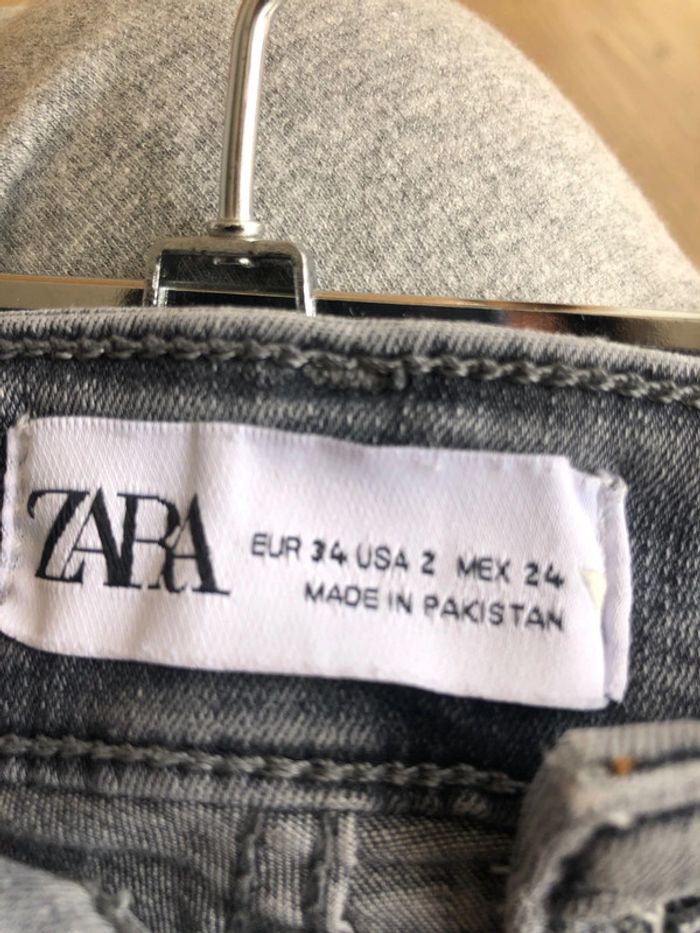 ZARA
EUR 34 USA 2 MEX 24
MADE IN PAKISTAN